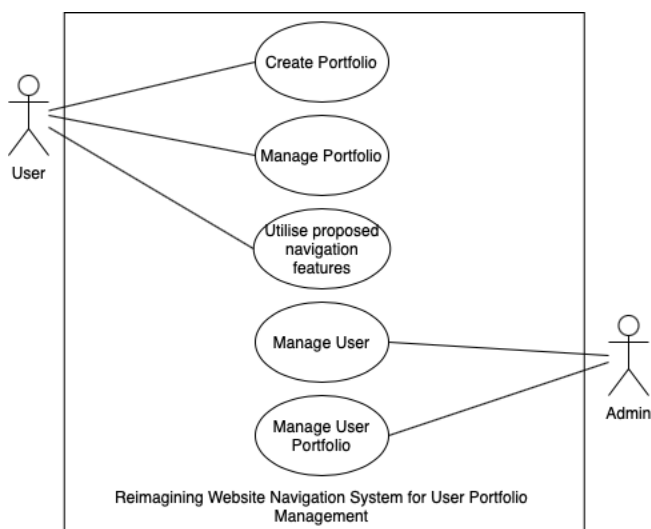 Create Portfolio
User
Manage Portfolio
Utilise proposed
navigation
features
Manage User
Admin
Manage User
Portfolio
Reimagining Website Navigation System for User Portfolio
Management